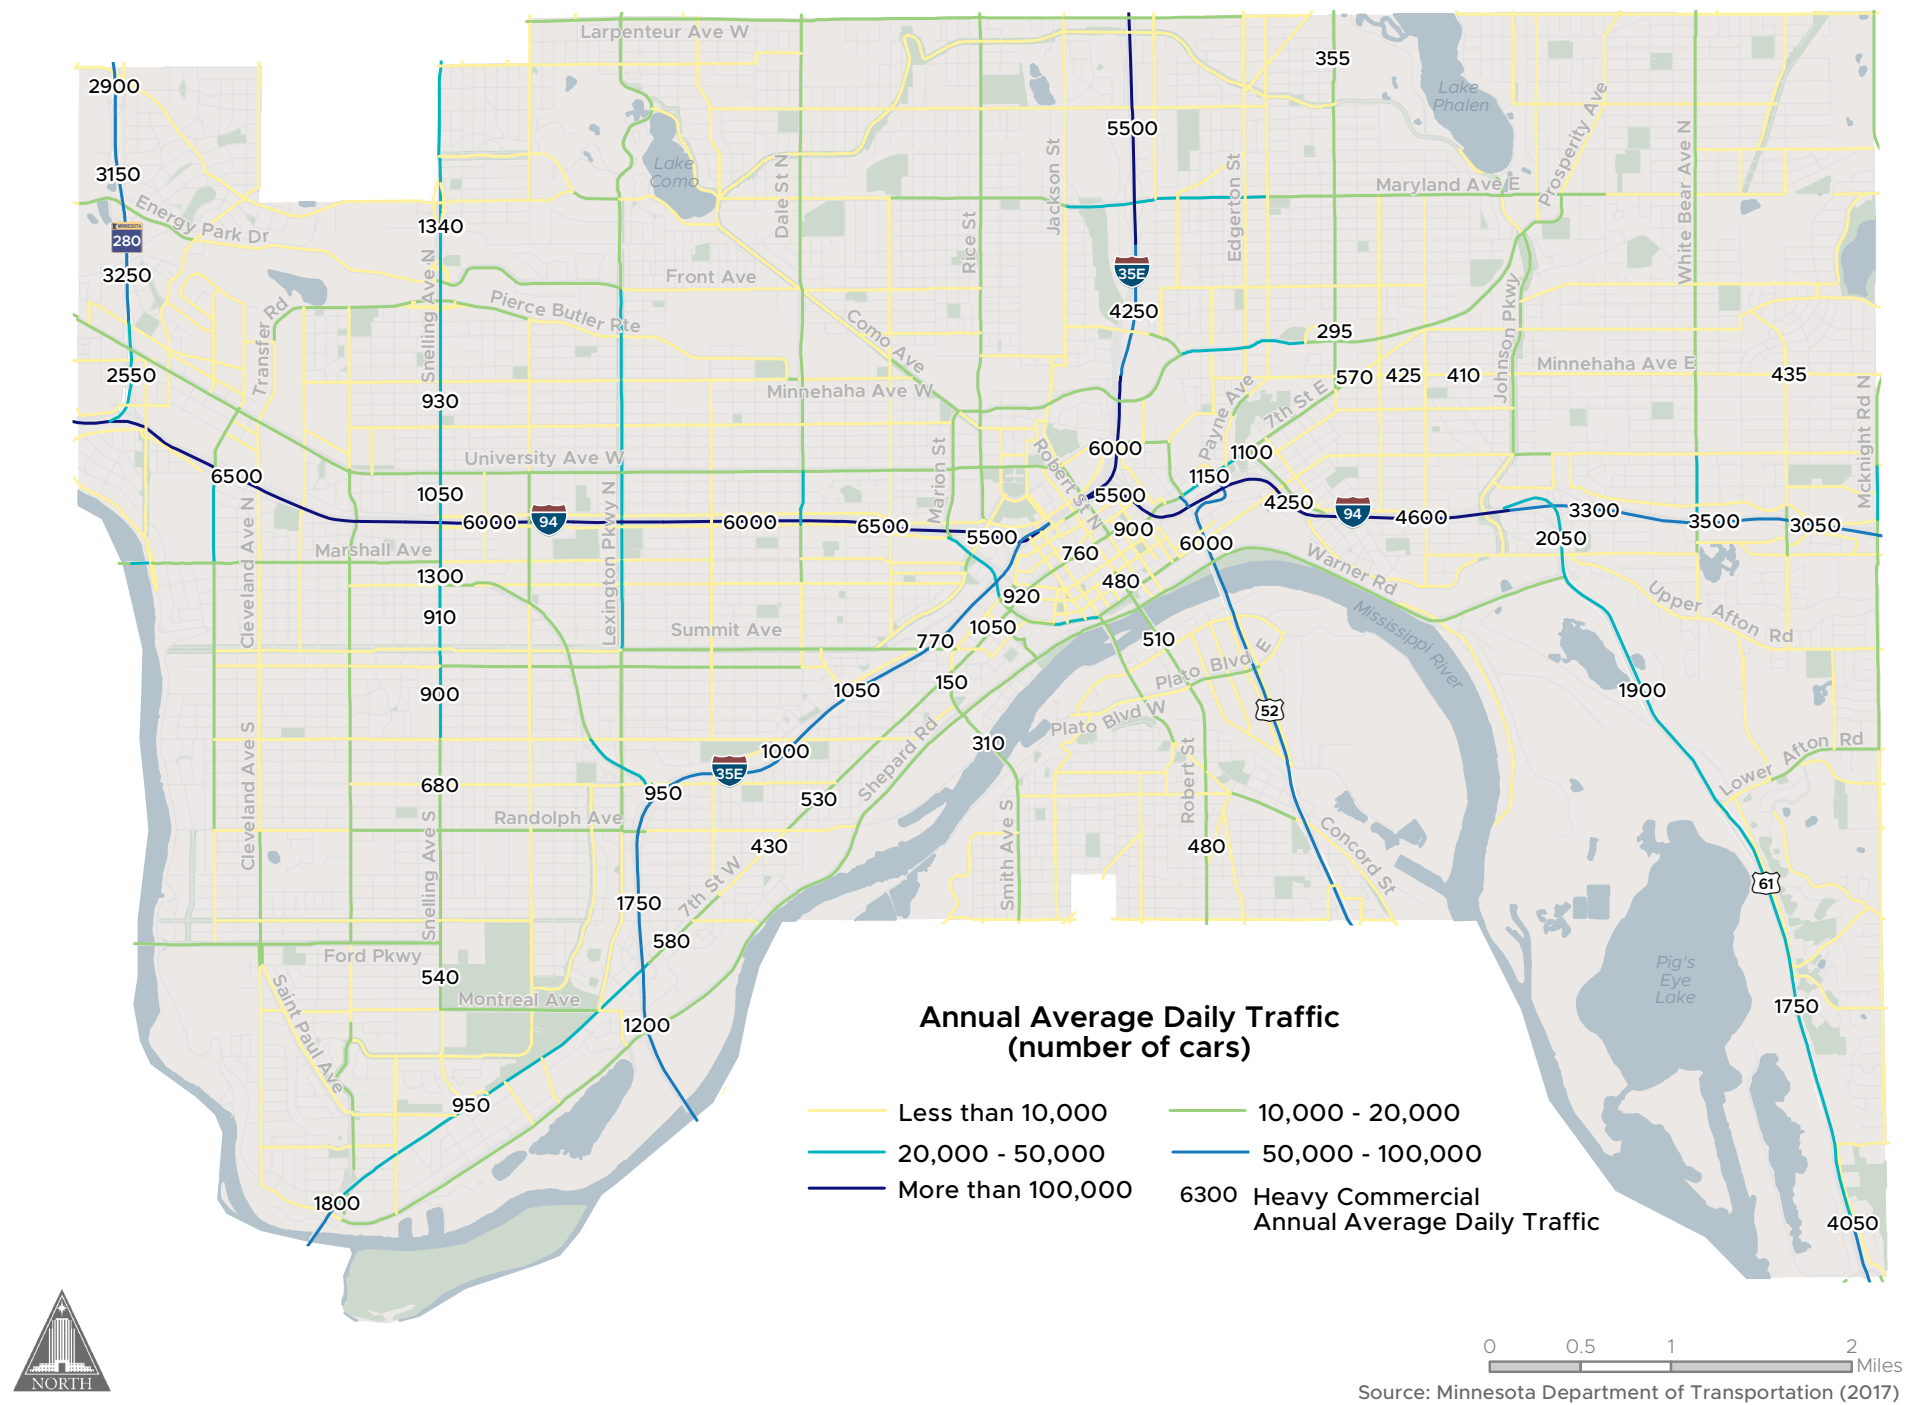 Larpenteur Ave W
355
2900
Lake
Phalen
Prosperity Ave
5500
White Bear Ave N
Jackson St
Edgerton St
Dale St N
3150
Lake
Como
Maryland Ave E
Energy Park Dr
Rice St
1340
MINNESOTA
280
3250
35E
Front Ave
Snelling Ave N
Johnson Pkwy
Transfer Rd
Pierce Butler Rte
4250
Como Ave
295
2550
Minnehaha Ave E
570
425
410
435
Minnehaha Ave W
Payne Ave
7th St E
930
Mcknight Rd N
Marion St
Robert St N
6000
1100
University Ave W
6500
1150
1050
5500
4250
94
6000
94
6000
6500
4600
3300
3500
3050
900
5500
Cleveland Ave N
Lexington Pkwy N
2050
6000
Marshall Ave
760
Warner Rd
1300
480
920
Upper Afton Rd
910
Mississippi River
Summit Ave
1050
770
510
Plato Blvd E
900
150
1050
1900
52
Plato Blvd W
310
Lower Afton Rd
1000
Cleveland Ave S
Shepard Rd
Robert St
35E
680
950
530
Randolph Ave
Snelling Ave S
Smith Ave S
430
480
Concord St
61
7th St W
1750
580
Ford Pkwy
540
Pig's
Eye
Lake
Saint Paul Ave
Montreal Ave
1750
1200
950
1800
4050
Annual Average Daily Traffic
(number of cars)
Less than 10,000
10,000 - 20,000
20,000 - 50,000
50,000 - 100,000
More than 100,000
6300 Heavy Commercial
Annual Average Daily Traffic
NORTH
0 0.5 1 2
Miles
Source: Minnesota Department of Transportation (2017)